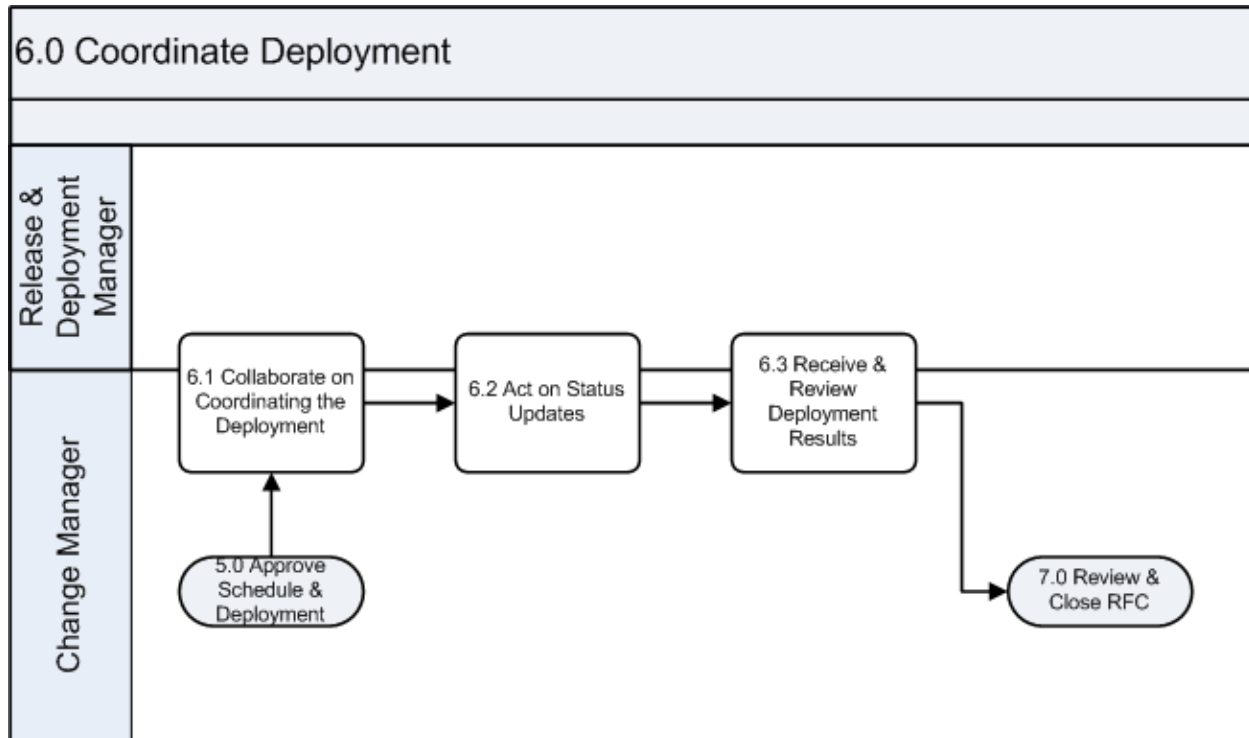 6.0 Coordinate Deployment
Release &
Deployment
Manager
6.1 Collaborate on
Coordinating the
Deployment
6.2 Act on Status
Updates
6.3 Receive &
Review
Deployment
Results
Change Manager
5.0 Approve
Schedule &
Deployment
7.0 Review &
Close RFC